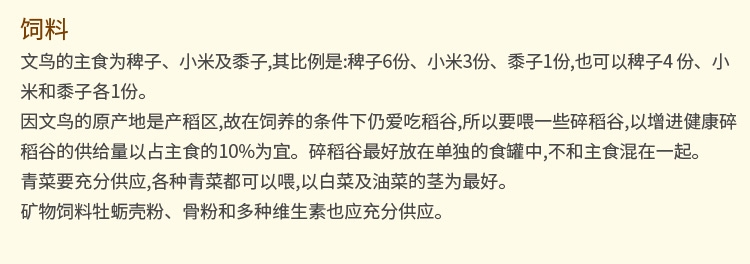 饲料
文鸟的主食为稗子、小米及黍子,其比例是:稗子6份、小米3份、黍子1份,也可以稗子4 份、小
米和黍子各1份。
因文鸟的原产地是产稻区,故在饲养的条件下仍爱吃稻谷,所以要喂一些碎稻谷,以增进健康碎
稻谷的供给量以占主食的10%为宜。碎稻谷最好放在单独的食罐中,不和主食混在一起。
青菜要充分供应,各种青菜都可以喂,以白菜及油菜的茎为最好。
矿物饲料牡蛎壳粉、骨粉和多种维生素也应充分供应。